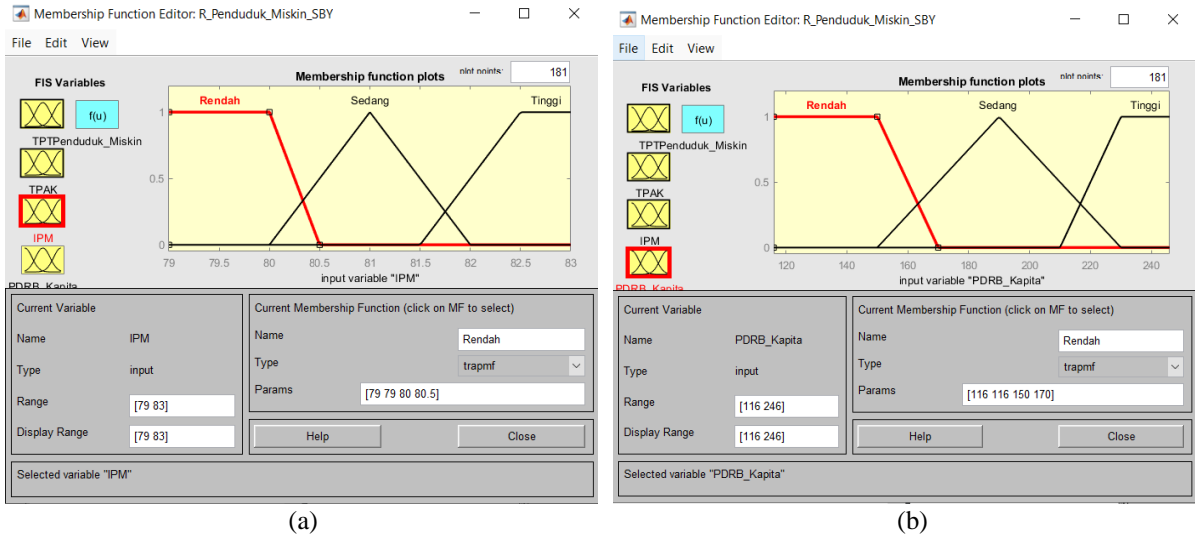 Membership Function Editor: R_Penduduk_Miskin_SBY
File Edit View
FIS Variables
Membership function plots
plot points:
181
f(u)
TPTPenduduk_Miskin
TPAK
IPM
PDRB_Kapita
Rendah
Sedang
Tinggi
1
0.5
0
79 79.5 80 80.5 81 81.5 82 82.5 83
input variable "IPM"
Current Variable
Name IPM
Type input
Range [79 83]
Display Range [79 83]
Current Membership Function (click on MF to select)
Name Rendah
Type trapmf
Params [79 79 80 80.5]
Help Close
Selected variable "IPM"
(a)
Membership Function Editor: R_Penduduk_Miskin_SBY
File Edit View
FIS Variables
Membership function plots
plot points:
181
f(u)
TPTPenduduk_Miskin
TPAK
IPM
PDRB_Kapita
Rendah
Sedang
Tinggi
1
0.5
0
120 140 160 180 200 220 240
input variable "PDRB_Kapita"
Current Variable
Name PDRB_Kapita
Type input
Range [116 246]
Display Range [116 246]
Current Membership Function (click on MF to select)
Name Rendah
Type trapmf
Params [116 116 150 170]
Help Close
Selected variable "PDRB_Kapita"
(b)